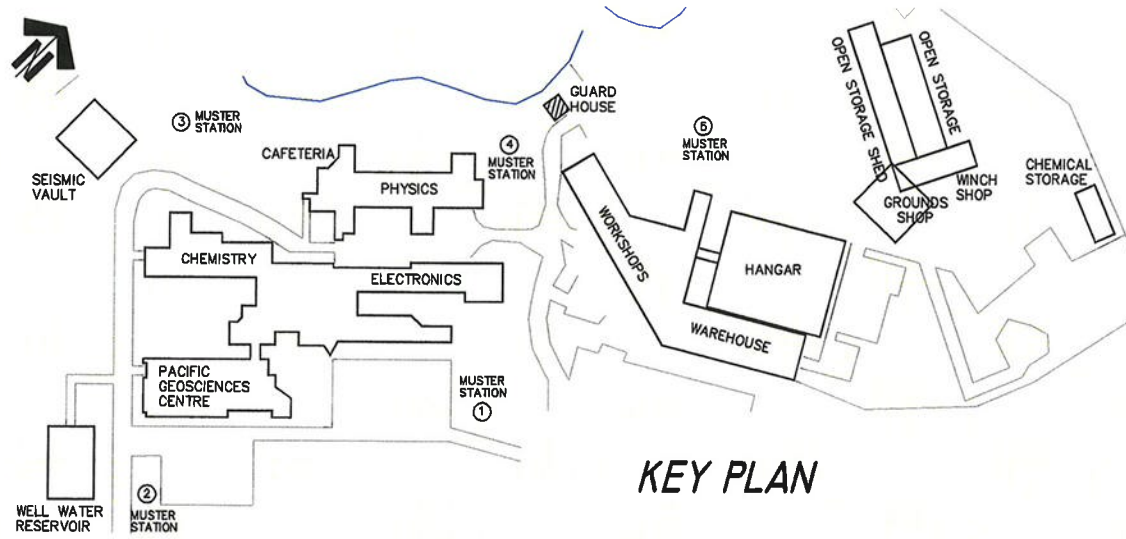 GUARD
HOUSE
OPEN STORAGE SHED
OPEN STORAGE
③ MUSTER
STATION
④
MUSTER
STATION
⑤
MUSTER
STATION
CAFETERIA
PHYSICS
SEISMIC
VAULT
CHEMICAL
STORAGE
WINCH
SHOP
GROUNDS
SHOP
WORKSHOPS
CHEMISTRY
ELECTRONICS
HANGAR
WAREHOUSE
PACIFIC
GEOSCIENCES
CENTRE
MUSTER
STATION
①
KEY PLAN
②
MUSTER
STATION
WELL WATER
RESERVOIR